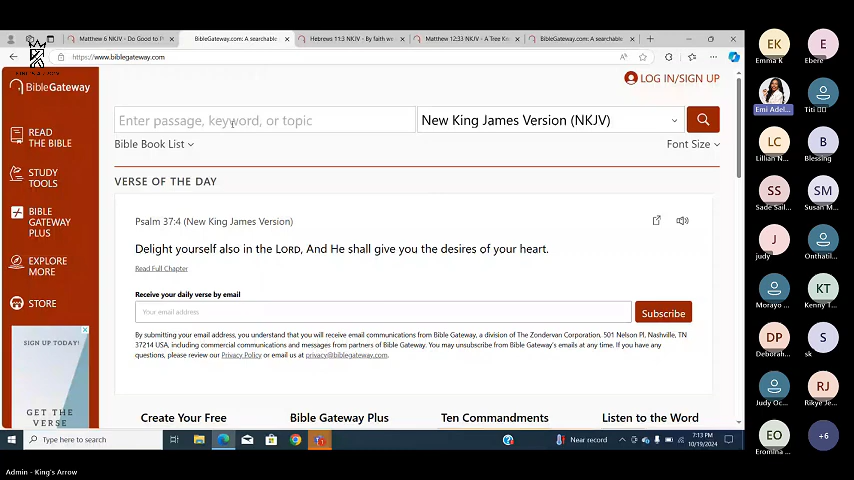 Matthew 6 NKJV - Do Good to Pl
BibleGateway.com: A searchable
Hebrews 11:3 NKJV - By faith we
Matthew 12:33 NKJV - A Tree Kno
BibleGateway.com: A searchable
https://www.biblegateway.com
BibleGateway
LOG IN/SIGN UP
Enter passage, keyword, or topic
New King James Version (NKJV)
Bible Book List
Font Size
READ
THE BIBLE
STUDY
TOOLS
BIBLE
GATEWAY
PLUS
EXPLORE
MORE
STORE
SIGN UP TODAY!
GET THE
VERSE
VERSE OF THE DAY
Psalm 37:4 (New King James Version)
Delight yourself also in the LORD, And He shall give you the desires of your heart.
Read Full Chapter
Receive your daily verse by email
Your email address
Subscribe
By submitting your email address, you understand that you will receive email communications from Bible Gateway, a division of The Zondervan Corporation, 501 Nelson Pl, Nashville, TN
37214 USA, including commercial communications and messages from partners of Bible Gateway. You may unsubscribe from Bible Gateway's emails at any time. If you have any
questions, please review our Privacy Policy or email us at privacy@biblegateway.com.
Create Your Free
Bible Gateway Plus
Ten Commandments
Listen to the Word
Type here to search
Near record
7:13 PM
10/19/2024
Admin - King's Arrow
EK
Emma K
E
Ebere
Emi Adel...
Titi
LC
Lillian N...
B
Blessing
SS
Sade Sail...
SM
Susan M...
J
judy
Onthatil...
Morayo ...
KT
Kenny T...
DP
Deborah...
S
sk
Judy Oc...
RJ
Rikye Je...
EO
Eromina ...
+6